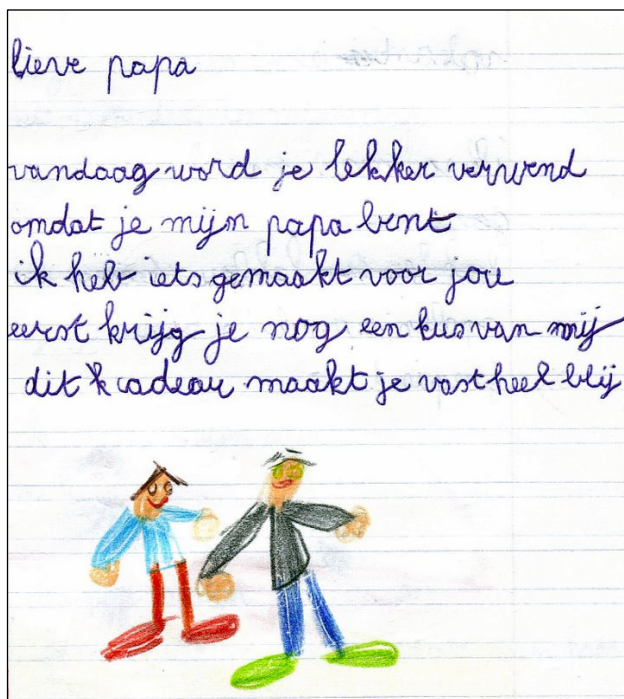 lieve papa
vandaag word je lekker verwend
omdat je mijn papa bent
ik heb iets gemaakt voor jou
eerst krijg je nog een kus van mij
dit kadeau maakt je vast heel blij